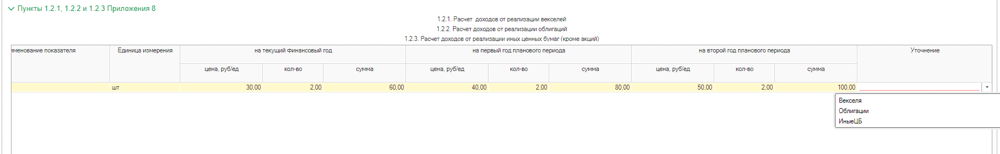 Пункты 1.2.1, 1.2.2 и 1.2.3 Приложения 8
1.2.1. Расчет доходов от реализации векселей
1.2.2. Расчет доходов от реализации облигаций
1.2.3. Расчет доходов от реализации иных ценных бумаг (кроме акций)
именование показателя Единица измерения на текущий финансовый год на первый год планового периода на второй год планового периода Уточнение
цена, руб/ед кол-во сумма цена, руб/ед кол-во сумма цена, руб/ед кол-во сумма
шт 30,00 2,00 60,00 40,00 2,00 80,00 50,00 2,00 100,00
Векселя
Облигации
ИныеЦБ